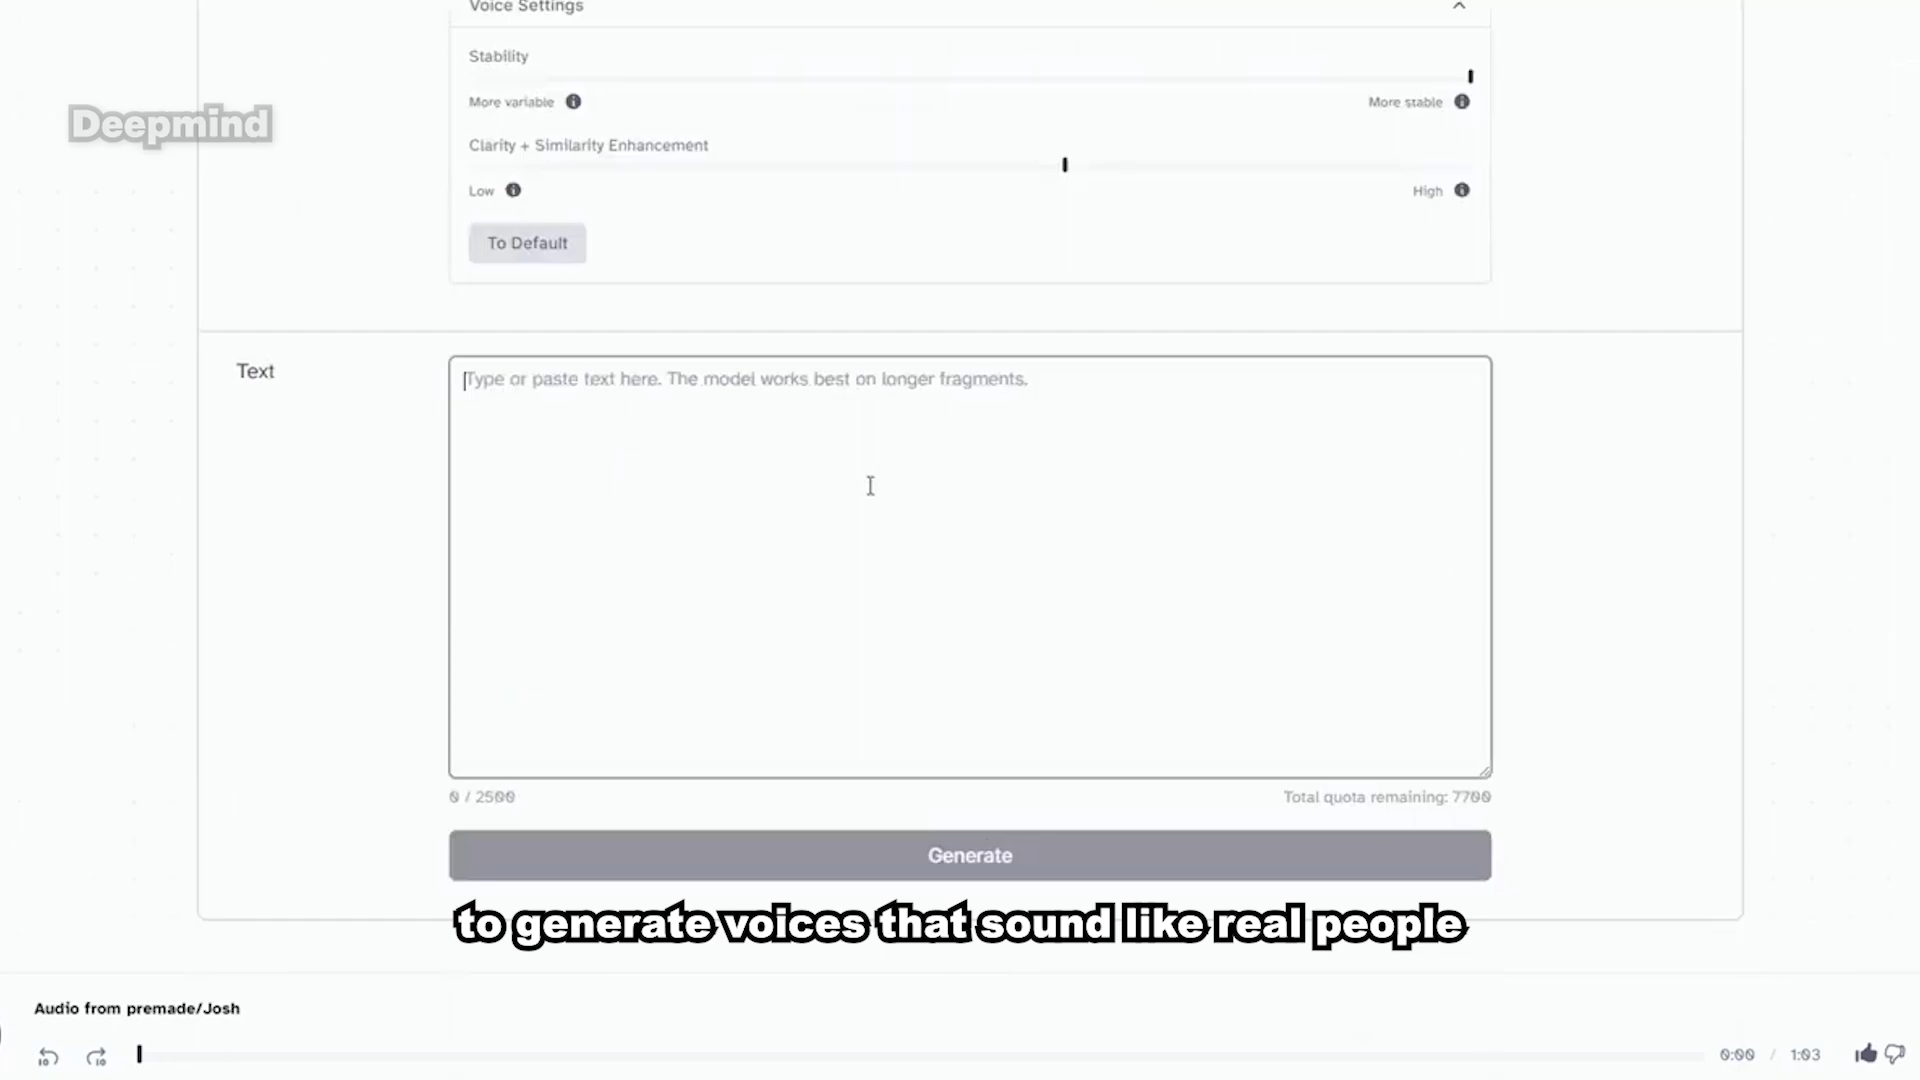 Voice Settings
Stability
More variable
More stable
Deepmind
Clarity + Similarity Enhancement
Low
High
To Default
Text
Type or paste text here. The model works best on longer fragments.
0 / 2500
Total quota remaining: 7700
Generate
to generate voices that sound like real people
Audio from premade/Josh
10
10
0:00 / 1:03